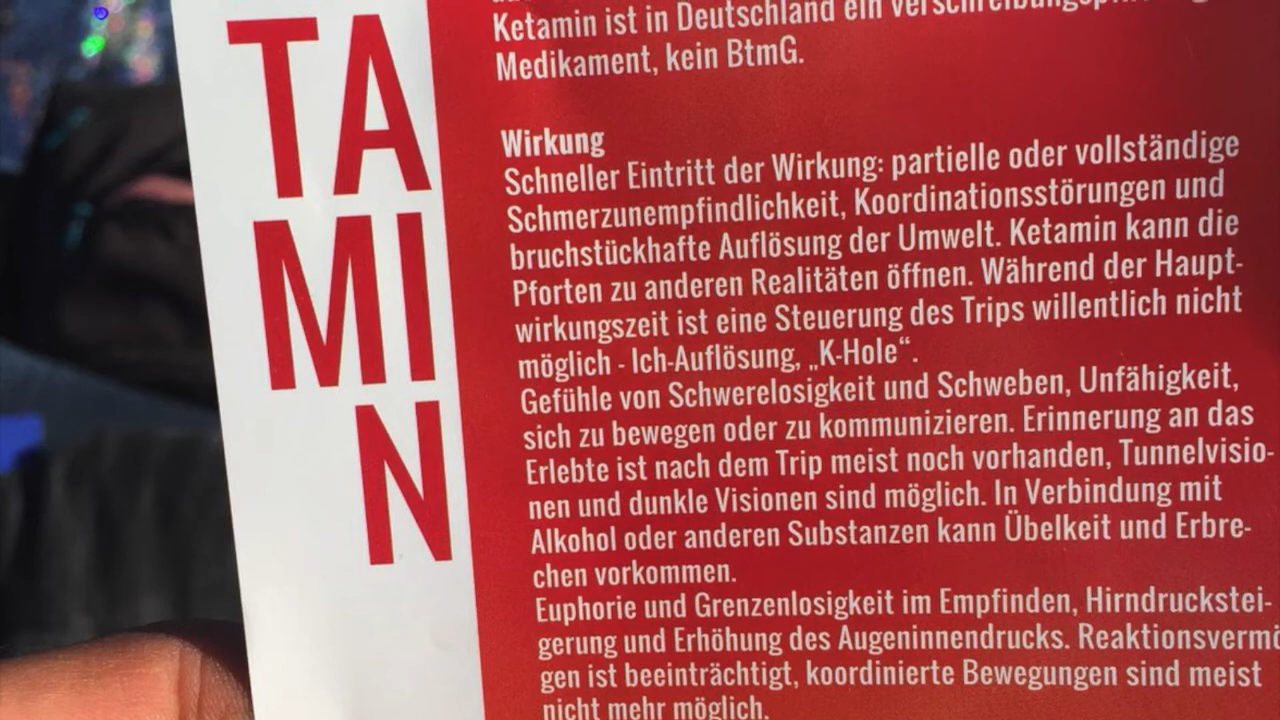 TA
MI
N
Ketamin ist in Deutschland ein
Medikament, kein BtmG.
Wirkung
Schneller Eintritt der Wirkung: partielle oder vollständige
Schmerzunempfindlichkeit, Koordinationsstörungen und
bruchstückhafte Auflösung der Umwelt. Ketamin kann die
Pforten zu anderen Realitäten öffnen. Während der Haupt-
wirkungszeit ist eine Steuerung des Trips willentlich nicht
möglich - Ich-Auflösung, „K-Hole“.
Gefühle von Schwerelosigkeit und Schweben, Unfähigkeit,
sich zu bewegen oder zu kommunizieren. Erinnerung an das
Erlebte ist nach dem Trip meist noch vorhanden, Tunnelvisio-
nen und dunkle Visionen sind möglich. In Verbindung mit
Alkohol oder anderen Substanzen kann Übelkeit und Erbre-
chen vorkommen.
Euphorie und Grenzenlosigkeit im Empfinden, Hirndruckstei-
gerung und Erhöhung des Augeninnendrucks. Reaktionsvermö
gen ist beeinträchtigt, koordinierte Bewegungen sind meist
nicht mehr möglich.